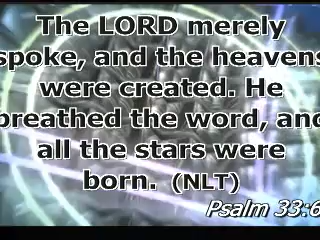 The LORD merely
spoke, and the heavens
were created. He
breathed the word, and
all the stars were
born. (NLT)
Psalm 33:6